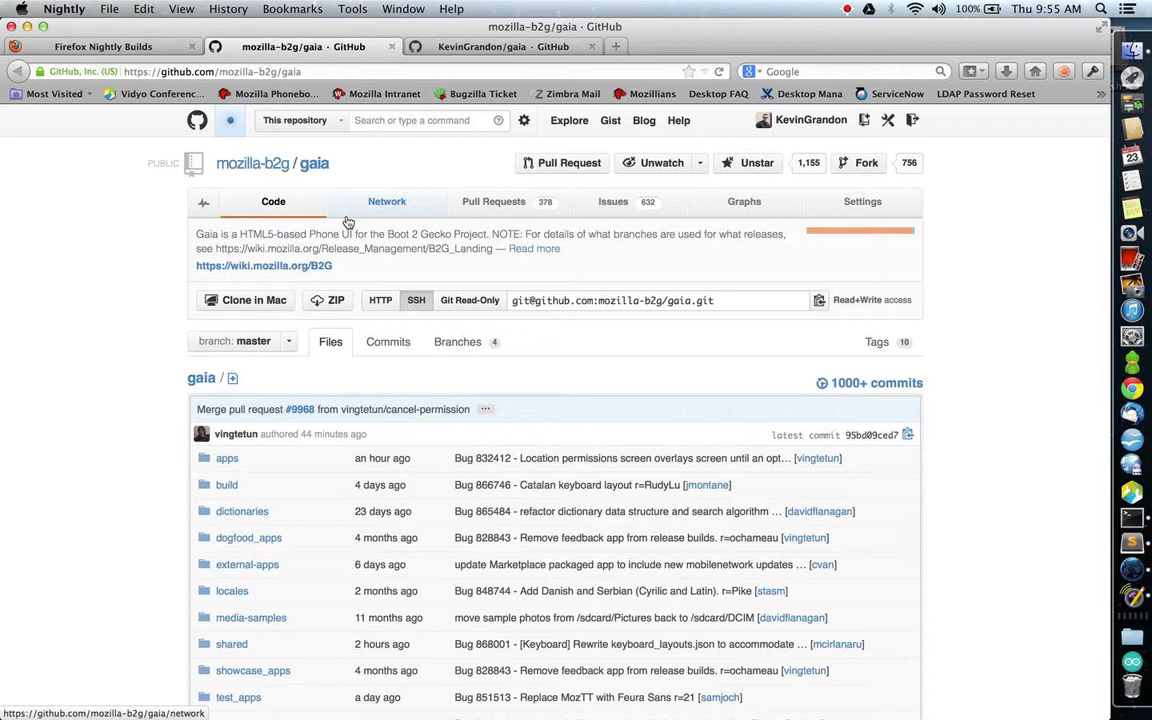 Nightly File Edit View History Bookmarks Tools Window Help 100% Thu 9:55 AM
mozilla-b2g/gaia · GitHub
Firefox Nightly Builds mozilla-b2g/gaia · GitHub KevinGrandon/gaia · GitHub
GitHub, Inc. (US) https://github.com/mozilla-b2g/gaia Google
Most Visited Vidyo Conferenc... Mozilla Phonebo... Mozilla Intranet Bugzilla Ticket Zimbra Mail Mozillians Desktop FAQ Desktop Mana ServiceNow LDAP Password Reset
This repository Search or type a command Explore Gist Blog Help KevinGrandon
PUBLIC mozilla-b2g / gaia Pull Request Unwatch Unstar 1,155 Fork 756
Code Network Pull Requests 378 Issues 632 Graphs Settings
Gaia is a HTML5-based Phone UI for the Boot 2 Gecko Project. NOTE: For details of what branches are used for what releases,
see https://wiki.mozilla.org/Release_Management/B2G_Landing — Read more
https://wiki.mozilla.org/B2G
Clone in Mac ZIP HTTP SSH Git Read-Only git@github.com:mozilla-b2g/gaia.git Read+Write access
branch: master Files Commits Branches 4 Tags 10
gaia / 1000+ commits
Merge pull request #9968 from vingtetun/cancel-permission ...
vingtetun authored 44 minutes ago latest commit 95bd09ced7
apps an hour ago Bug 832412 - Location permissions screen overlays screen until an opt... [vingtetun]
build 4 days ago Bug 866746 - Catalan keyboard layout r=RudyLu [jmontane]
dictionaries 23 days ago Bug 865484 - refactor dictionary data structure and search algorithm ... [davidflanagan]
dogfood_apps 4 months ago Bug 828843 - Remove feedback app from release builds. r=ochameau [vingtetun]
external-apps 6 days ago update Marketplace packaged app to include new mobilenetwork updates ... [cvan]
locales 2 months ago Bug 848744 - Add Danish and Serbian (Cyrilic and Latin). r=Pike [stasm]
media-samples 11 months ago move sample photos from /sdcard/Pictures back to /sdcard/DCIM [davidflanagan]
shared 2 hours ago Bug 868001 - [Keyboard] Rewrite keyboard_layouts.json to accommodate ... [mcirlanaru]
showcase_apps 4 months ago Bug 828843 - Remove feedback app from release builds. r=ochameau [vingtetun]
test_apps a day ago Bug 851513 - Replace MozTT with Feura Sans r=21 [samjoch]
https://github.com/mozilla-b2g/gaia/network